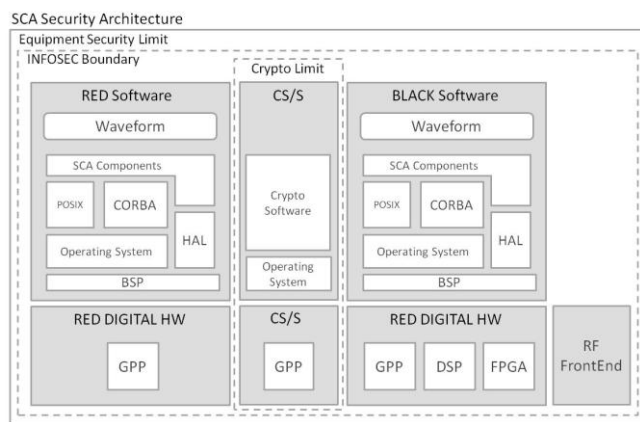 SCA Security Architecture
Equipment Security Limit
INFOSEC Boundary
Crypto Limit
RED Software
Waveform
SCA Components
POSIX
CORBA
HAL
Operating System
BSP
CS/S
Crypto
Software
Operating
System
BLACK Software
Waveform
SCA Components
POSIX
CORBA
HAL
Operating System
BSP
RED DIGITAL HW
GPP
CS/S
GPP
RED DIGITAL HW
GPP
DSP
FPGA
RF
FrontEnd